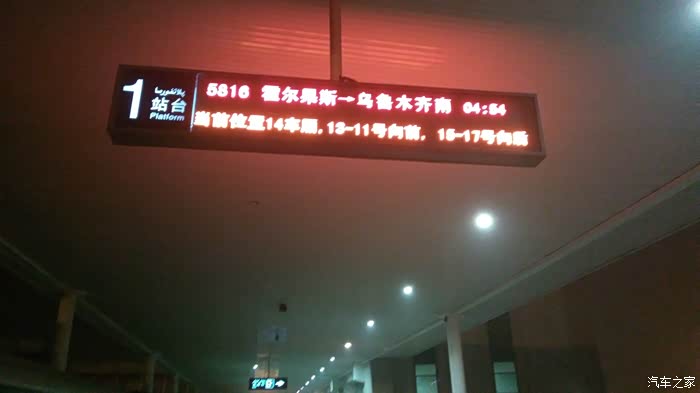 1
پلاتفورما
站台
Platform
5816 霍尔果斯→乌鲁木齐南 04:54
当前位置14车厢,13-11号向前，15-17号向后
汽车之家